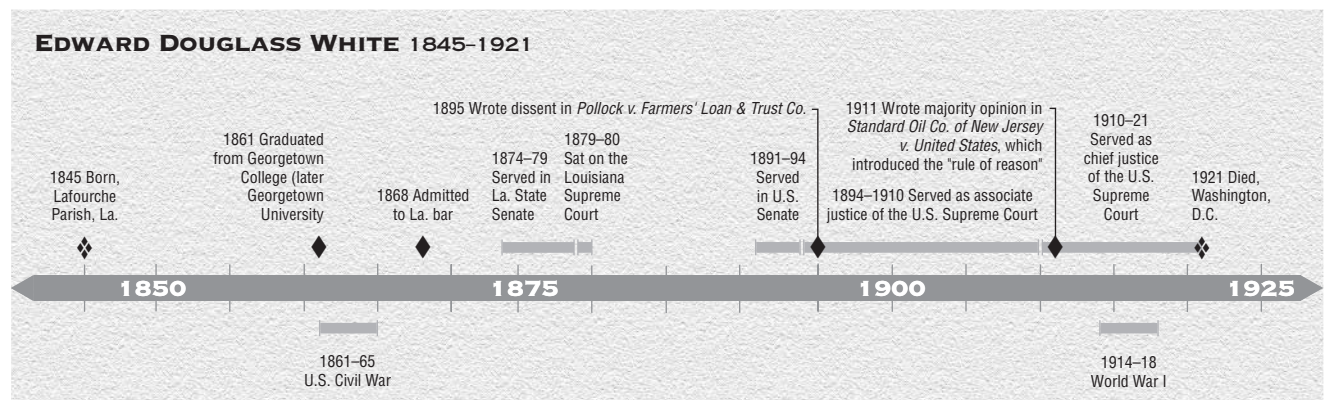 EDWARD DOUGLASS WHITE 1845–1921
1845 Born,
Lafourche
Parish, La.
1861 Graduated
from Georgetown
College (later
Georgetown
University
1868 Admitted
to La. bar
1874–79
Served in
La. State
Senate
1879–80
Sat on the
Louisiana
Supreme
Court
1891–94
Served
in U.S.
Senate
1895 Wrote dissent in Pollock v. Farmers' Loan & Trust Co.
1894–1910 Served as associate
justice of the U.S. Supreme Court
1911 Wrote majority opinion in
Standard Oil Co. of New Jersey
v. United States, which
introduced the "rule of reason"
1910–21
Served as
chief justice
of the U.S.
Supreme
Court
1921 Died,
Washington,
D.C.
1850
1875
1900
1925
1861–65
U.S. Civil War
1914–18
World War I